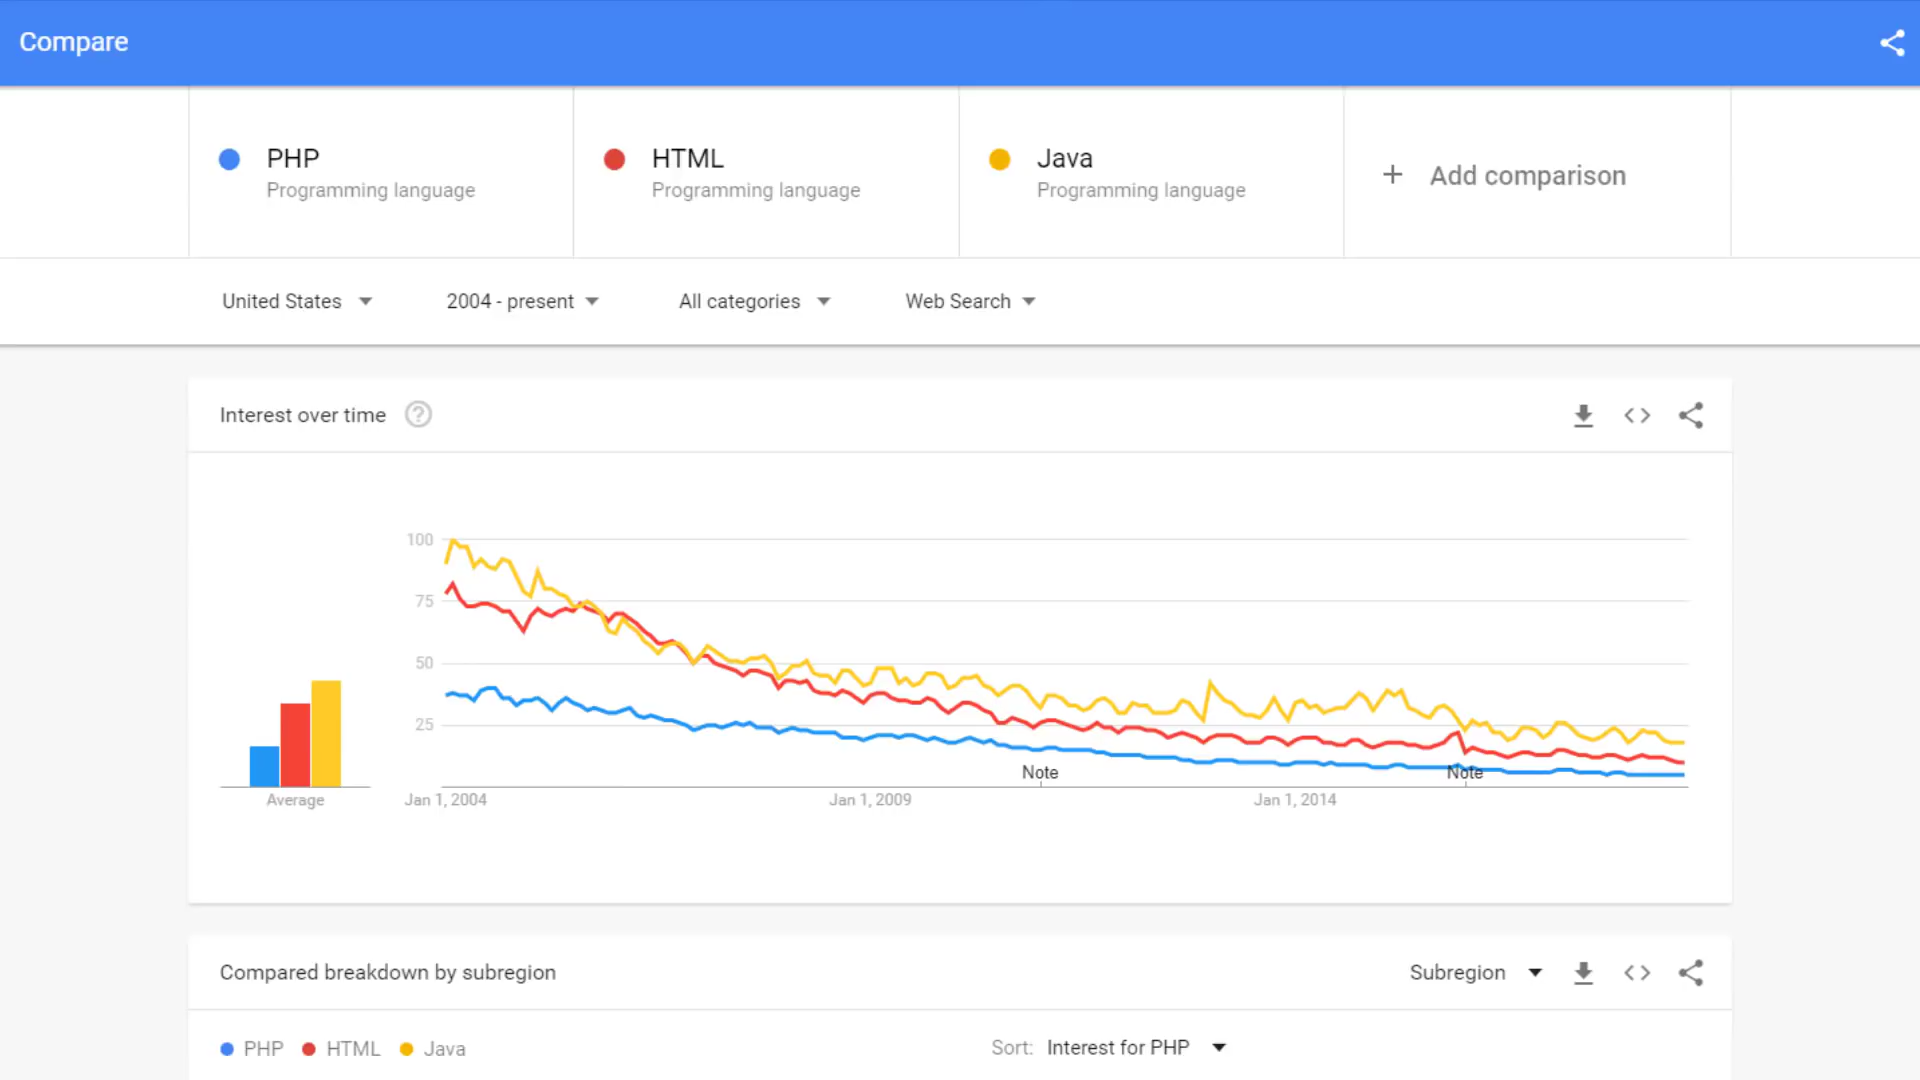 Compare
PHP
Programming language
HTML
Programming language
Java
Programming language
+ Add comparison
United States
2004 - present
All categories
Web Search
Interest over time ?
100
75
50
25
Note
Note
Average
Jan 1, 2004
Jan 1, 2009
Jan 1, 2014
Compared breakdown by subregion
Subregion
PHP HTML Java
Sort: Interest for PHP